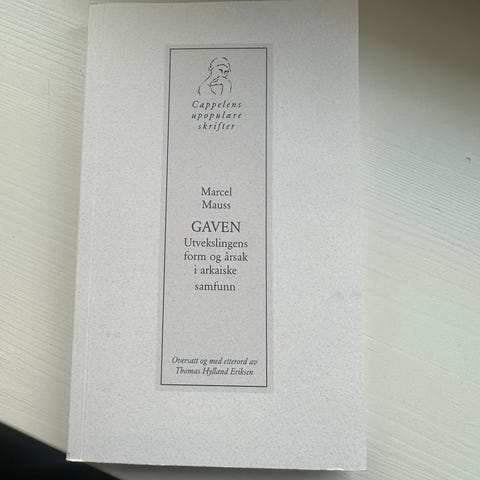 Cappelens
upopulære
skrifter
Marcel
Mauss
GAVEN
Utvekslingens
form og årsak
i arkaiske
samfunn
Oversatt og med etterord av
Thomas Hylland Eriksen